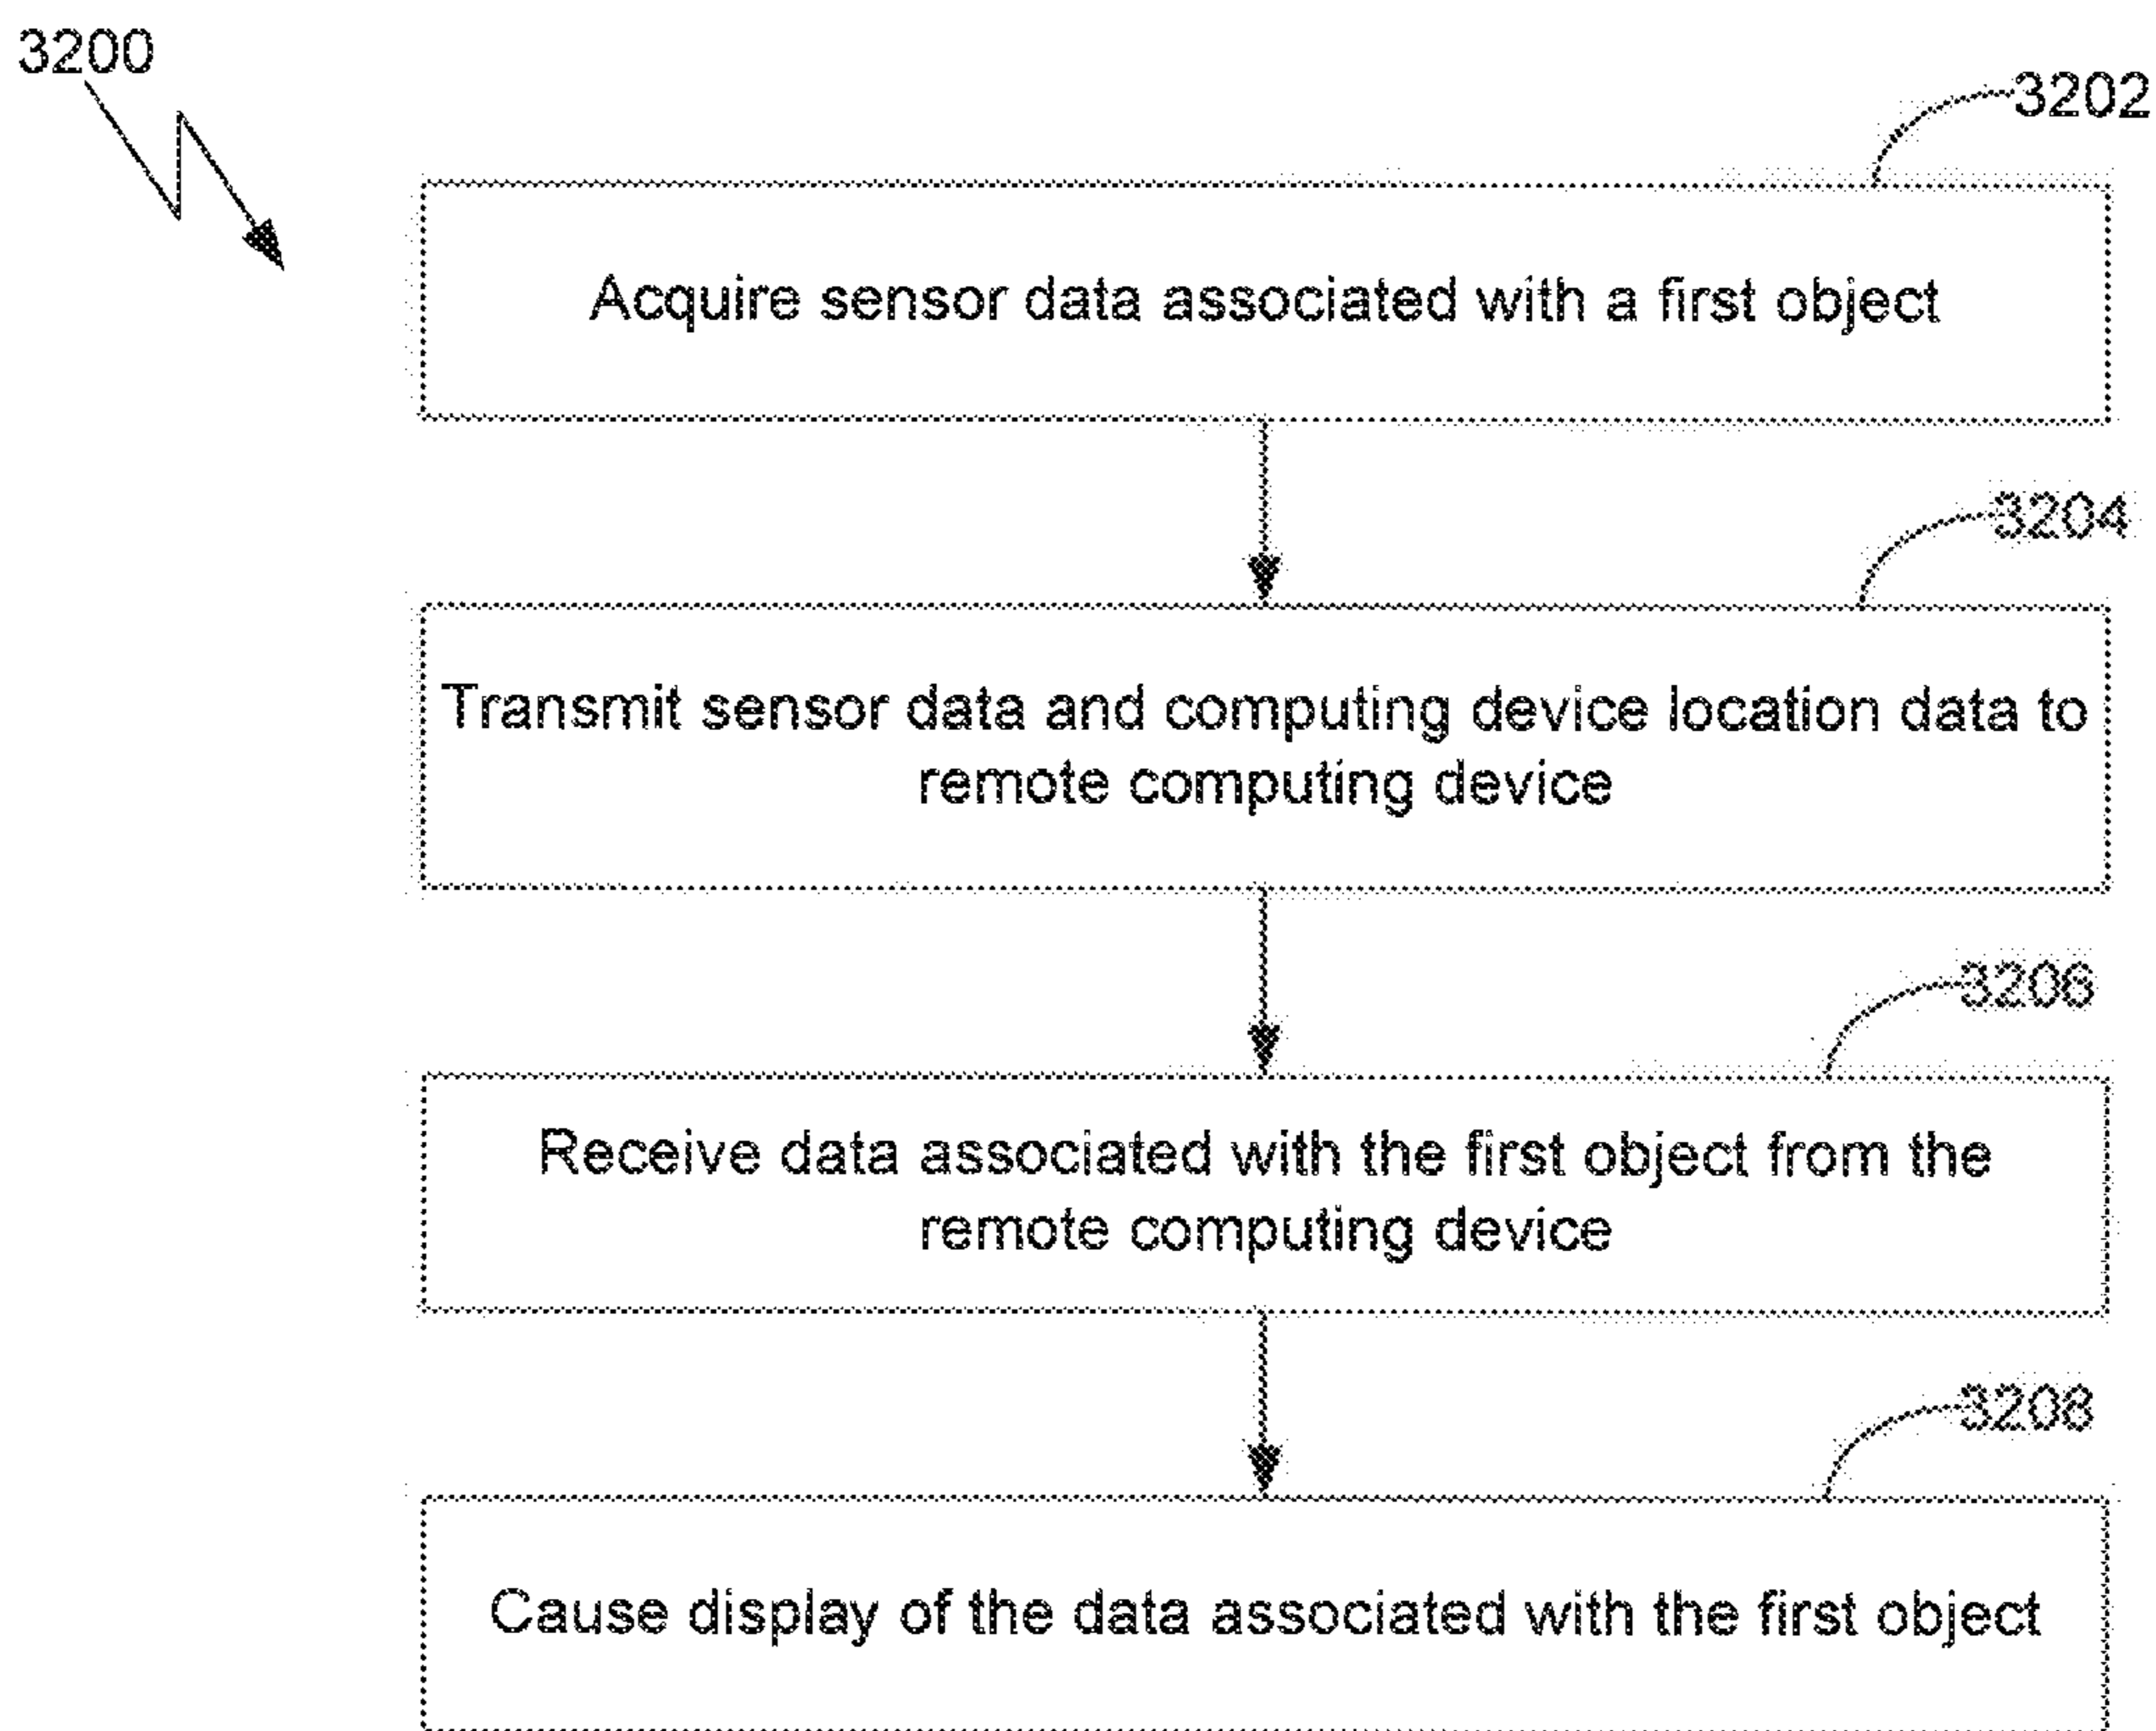 3200
3202
Acquire sensor data associated with a first object
3204
Transmit sensor data and computing device location data to
remote computing device
3206
Receive data associated with the first object from the
remote computing device
3208
Cause display of the data associated with the first object